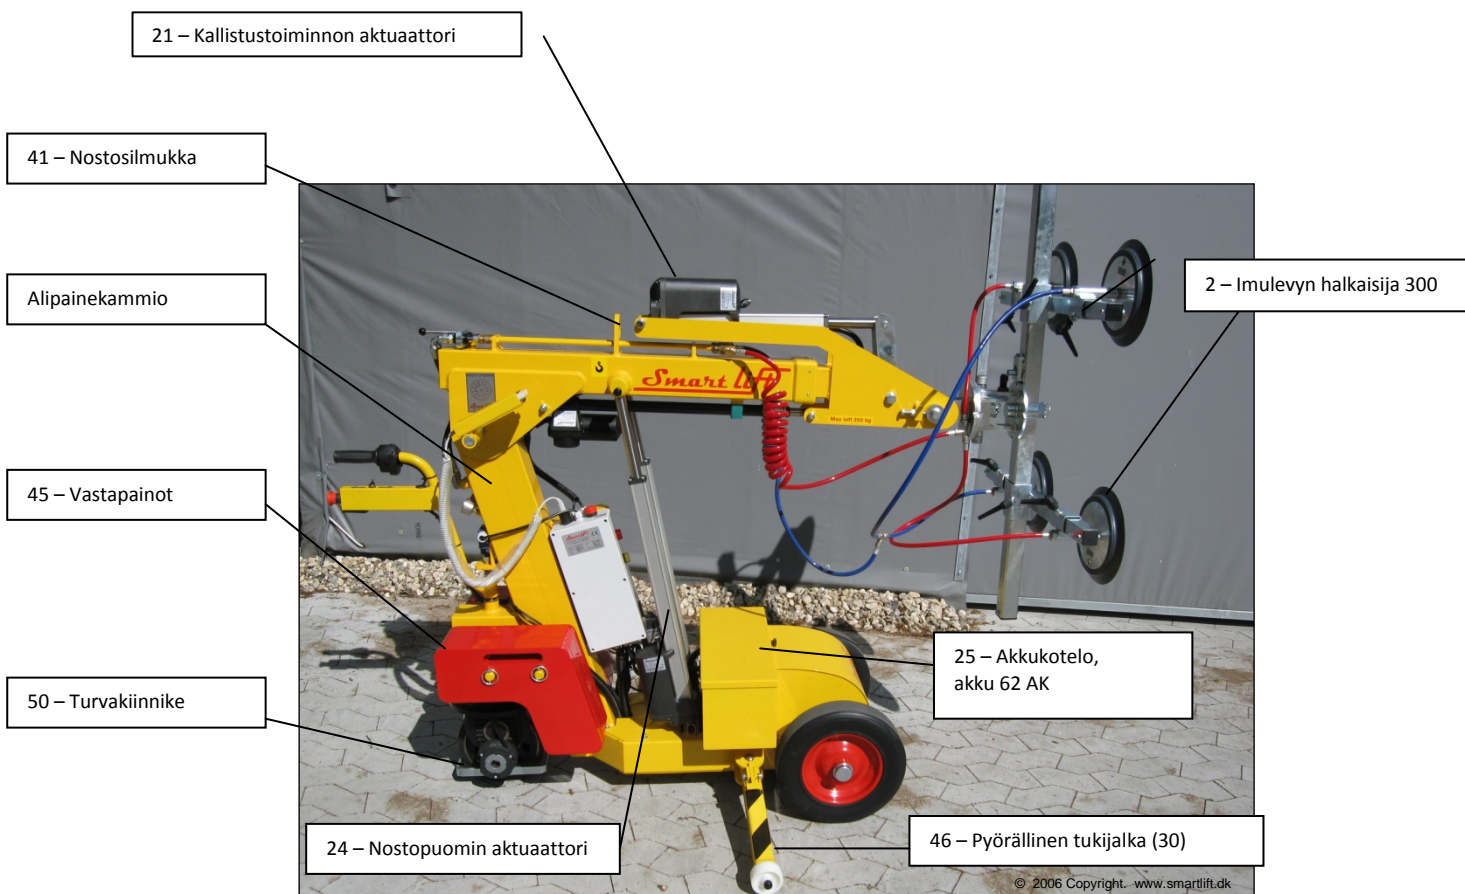 21 – Kallistustoiminnon aktuaattori
41 – Nostosilmukka
Alipainekammio
2 – Imulevyn halkaisija 300
Smart lift
Max loft 250 kg
45 – Vastapainot
25 – Akkukotelo,
akku 62 AK
50 – Turvakiinnike
24 – Nostopuomin aktuaattori
46 – Pyörällinen tukijalka (30)
© 2006 Copyright. www.smartlift.dk